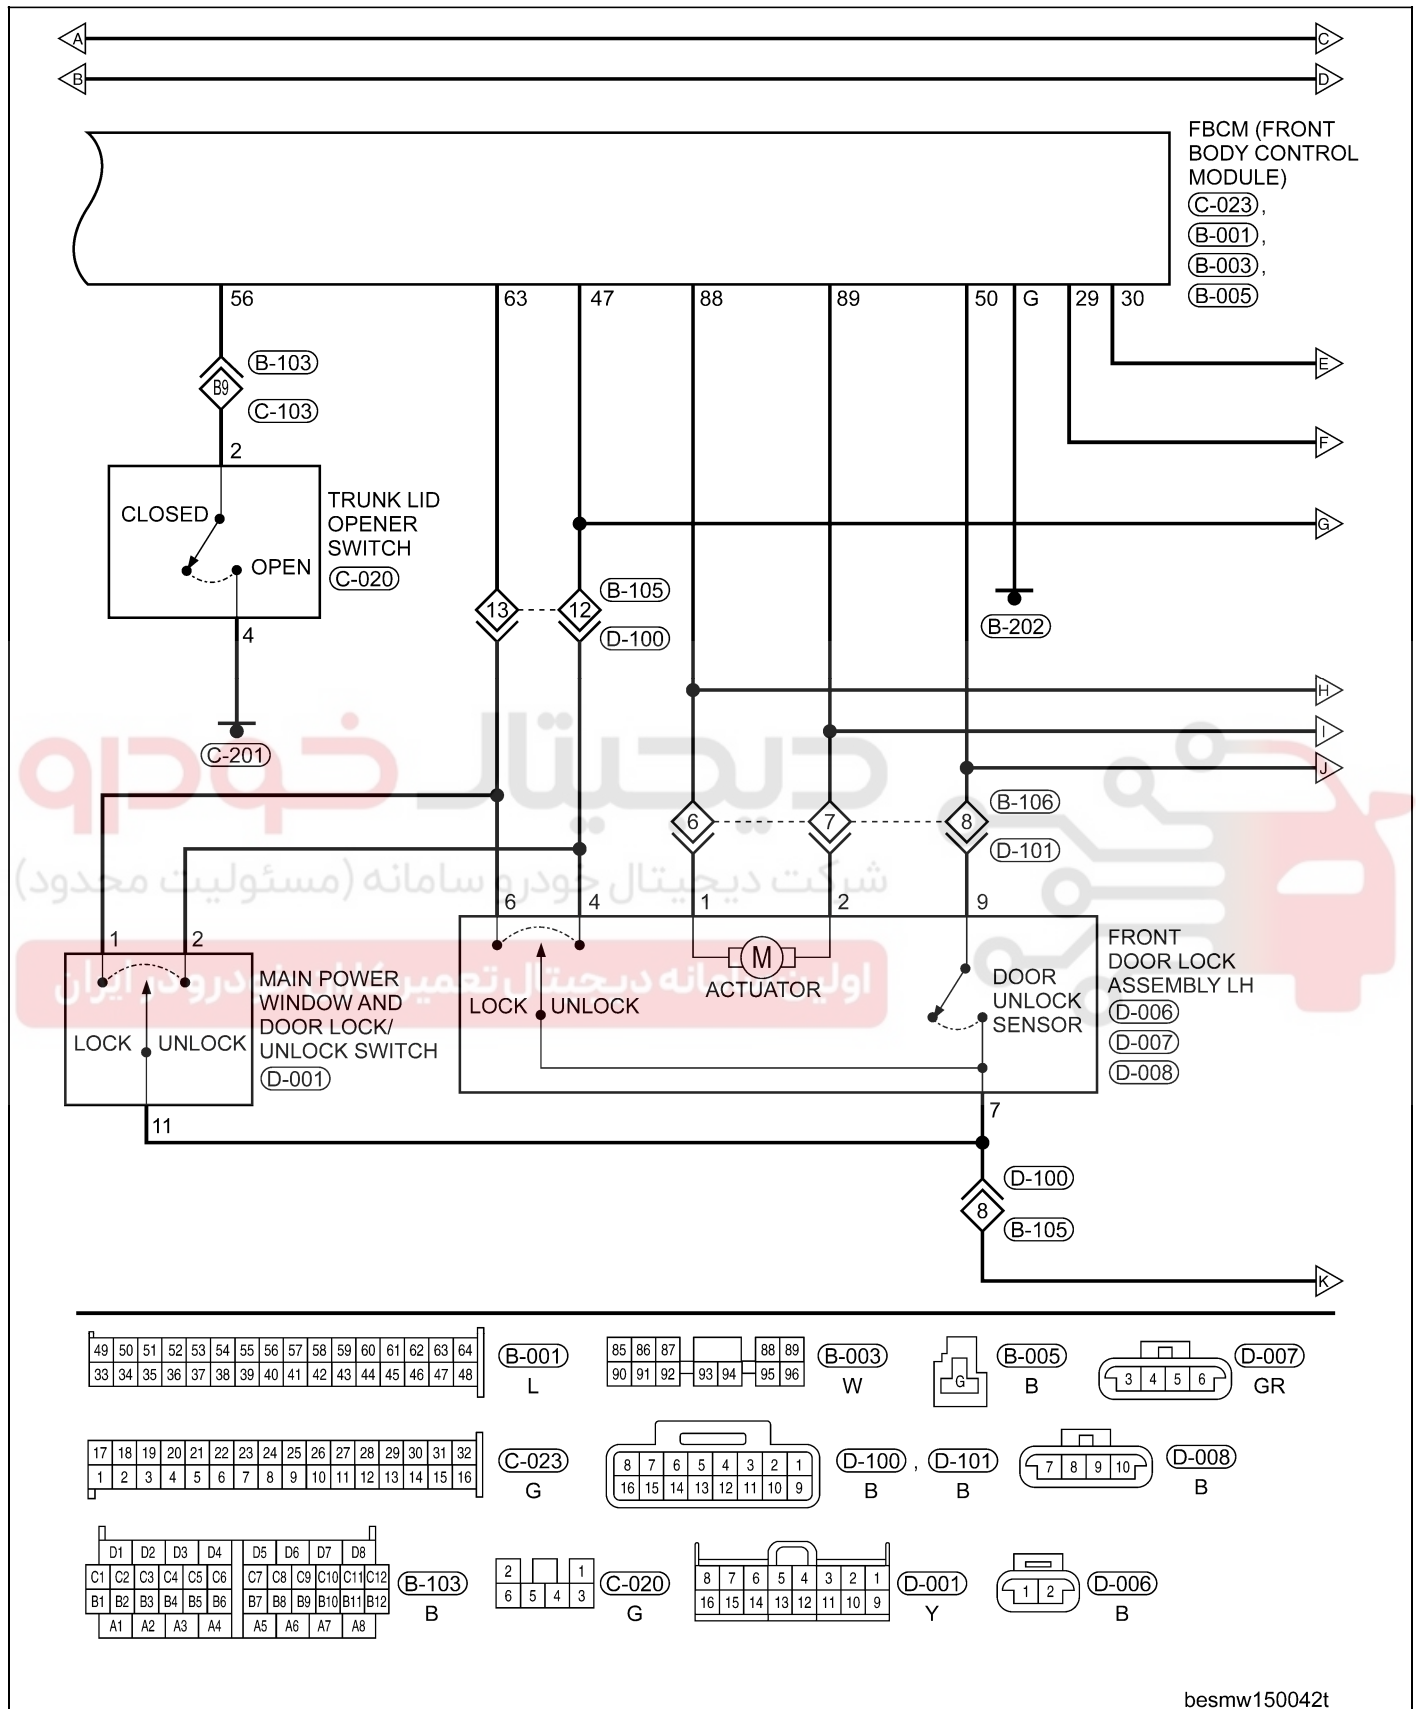 A C
B D
FBCM (FRONT
BODY CONTROL
MODULE)
C-023 ,
B-001 ,
B-003 ,
B-005
56 63 47 88 89 50 G 29 30
B-103
B9
C-103
E
F
2
CLOSED
OPEN
TRUNK LID
OPENER
SWITCH
C-020
4
C-201
G
13 12
B-105
D-100
B-202
H
I
J
دیجیتال خودرو
شرکت دیجیتال خودرو سامانه (مسئولیت محدود)
اولین سامانه دیجیتال تعمیرکاران خودرو در ایران
6 7 8
B-106
D-101
6 4 1 2 9
1 2
LOCK UNLOCK
MAIN POWER
WINDOW AND
DOOR LOCK/
UNLOCK SWITCH
D-001
11
LOCK UNLOCK
M
ACTUATOR
DOOR
UNLOCK
SENSOR
FRONT
DOOR LOCK
ASSEMBLY LH
D-006
D-007
D-008
7
D-100
8
B-105
K
49 50 51 52 53 54 55 56 57 58 59 60 61 62 63 64
33 34 35 36 37 38 39 40 41 42 43 44 45 46 47 48
B-001
L
85 86 87 88 89
90 91 92 93 94 95 96
B-003
W
G
B-005
B
3 4 5 6
D-007
GR
17 18 19 20 21 22 23 24 25 26 27 28 29 30 31 32
1 2 3 4 5 6 7 8 9 10 11 12 13 14 15 16
C-023
G
8 7 6 5 4 3 2 1
16 15 14 13 12 11 10 9
D-100 , D-101
B B
7 8 9 10
D-008
B
D1 D2 D3 D4 D5 D6 D7 D8
C1 C2 C3 C4 C5 C6 C7 C8 C9 C10 C11 C12
B1 B2 B3 B4 B5 B6 B7 B8 B9 B10 B11 B12
A1 A2 A3 A4 A5 A6 A7 A8
B-103
B
2 1
6 5 4 3
C-020
G
8 7 6 5 4 3 2 1
16 15 14 13 12 11 10 9
D-001
Y
1 2
D-006
B
besmw150042t